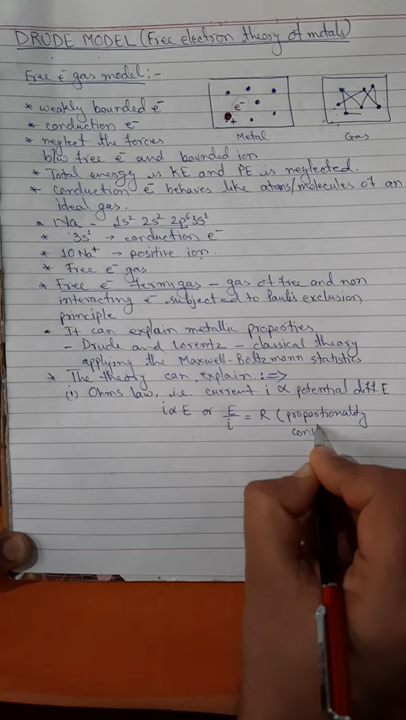 DRUDE MODEL (Free electron theory of metals)
Free e⁻ gas model:-
* weakly bounded e⁻
* conduction e⁻
* neglect the forces
b/w free e⁻ and bounded ion.
e⁻
+
Metal
Gas
* Total energy is KE and PE is neglected.
* Conduction e⁻ behaves like atoms/molecules of an
ideal gas.
* Na - 1s² 2s² 2p⁶ 3s¹
* 3s¹ → conduction e⁻
* 10 Na⁺ → positive ion.
* Free e⁻ gas
* Free e⁻ fermigas - gas of free and non
interacting e⁻ subjected to Pauli's exclusion
principle
* It can explain metallic properties
- Drude and Lorentz - classical theory
applying the Maxwell-Boltzmann statistics
* The theory can explain :=>
(i) Ohms law, i.e. current i ∝ potential diff E
i ∝ E or E/i = R (proportionality
cons